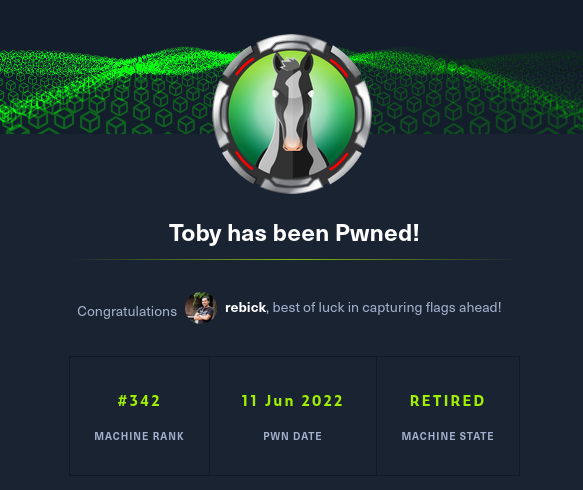 Toby has been Pwned!
Congratulations rebick, best of luck in capturing flags ahead!
#342 11 Jun 2022 RETIRED
MACHINE RANK PWN DATE MACHINE STATE